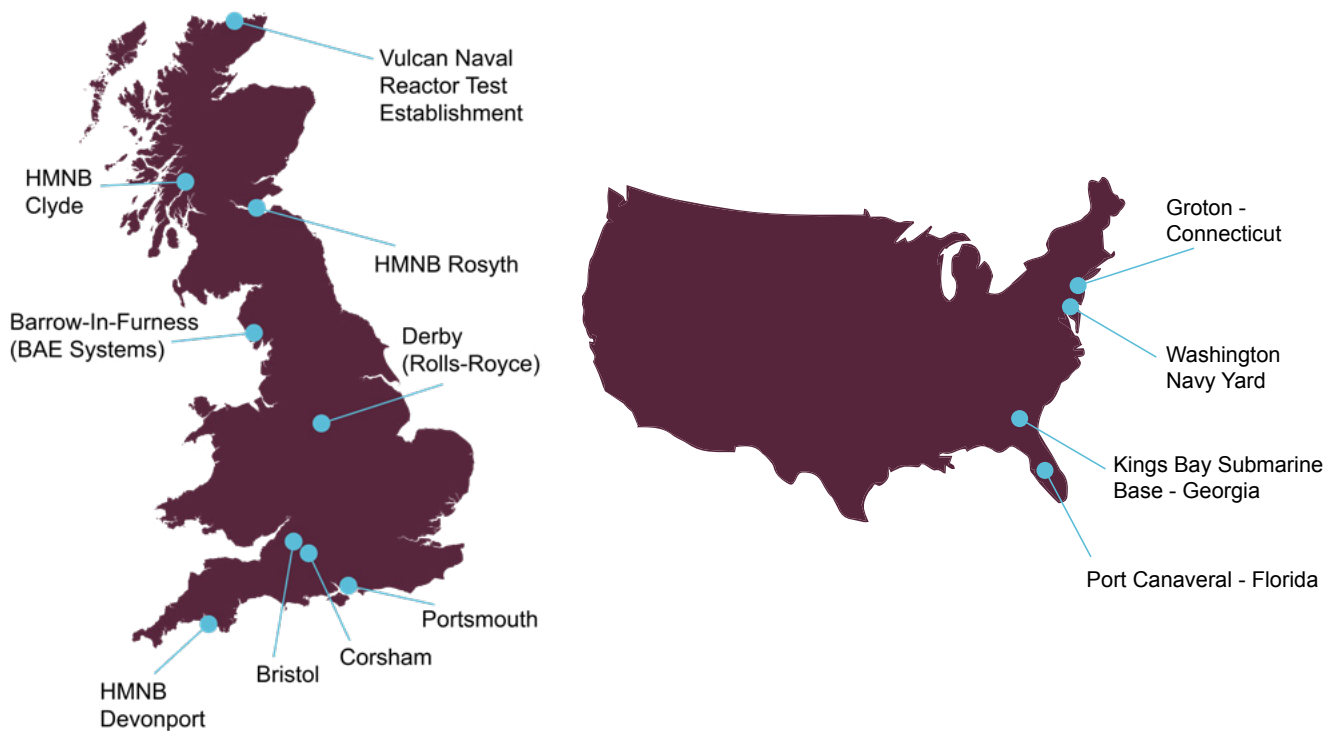 Vulcan Naval
Reactor Test
Establishment
HMNB
Clyde
HMNB Rosyth
Barrow-In-Furness
(BAE Systems)
Derby
(Rolls-Royce)
Portsmouth
Corsham
Bristol
HMNB
Devonport
Groton -
Connecticut
Washington
Navy Yard
Kings Bay Submarine
Base - Georgia
Port Canaveral - Florida